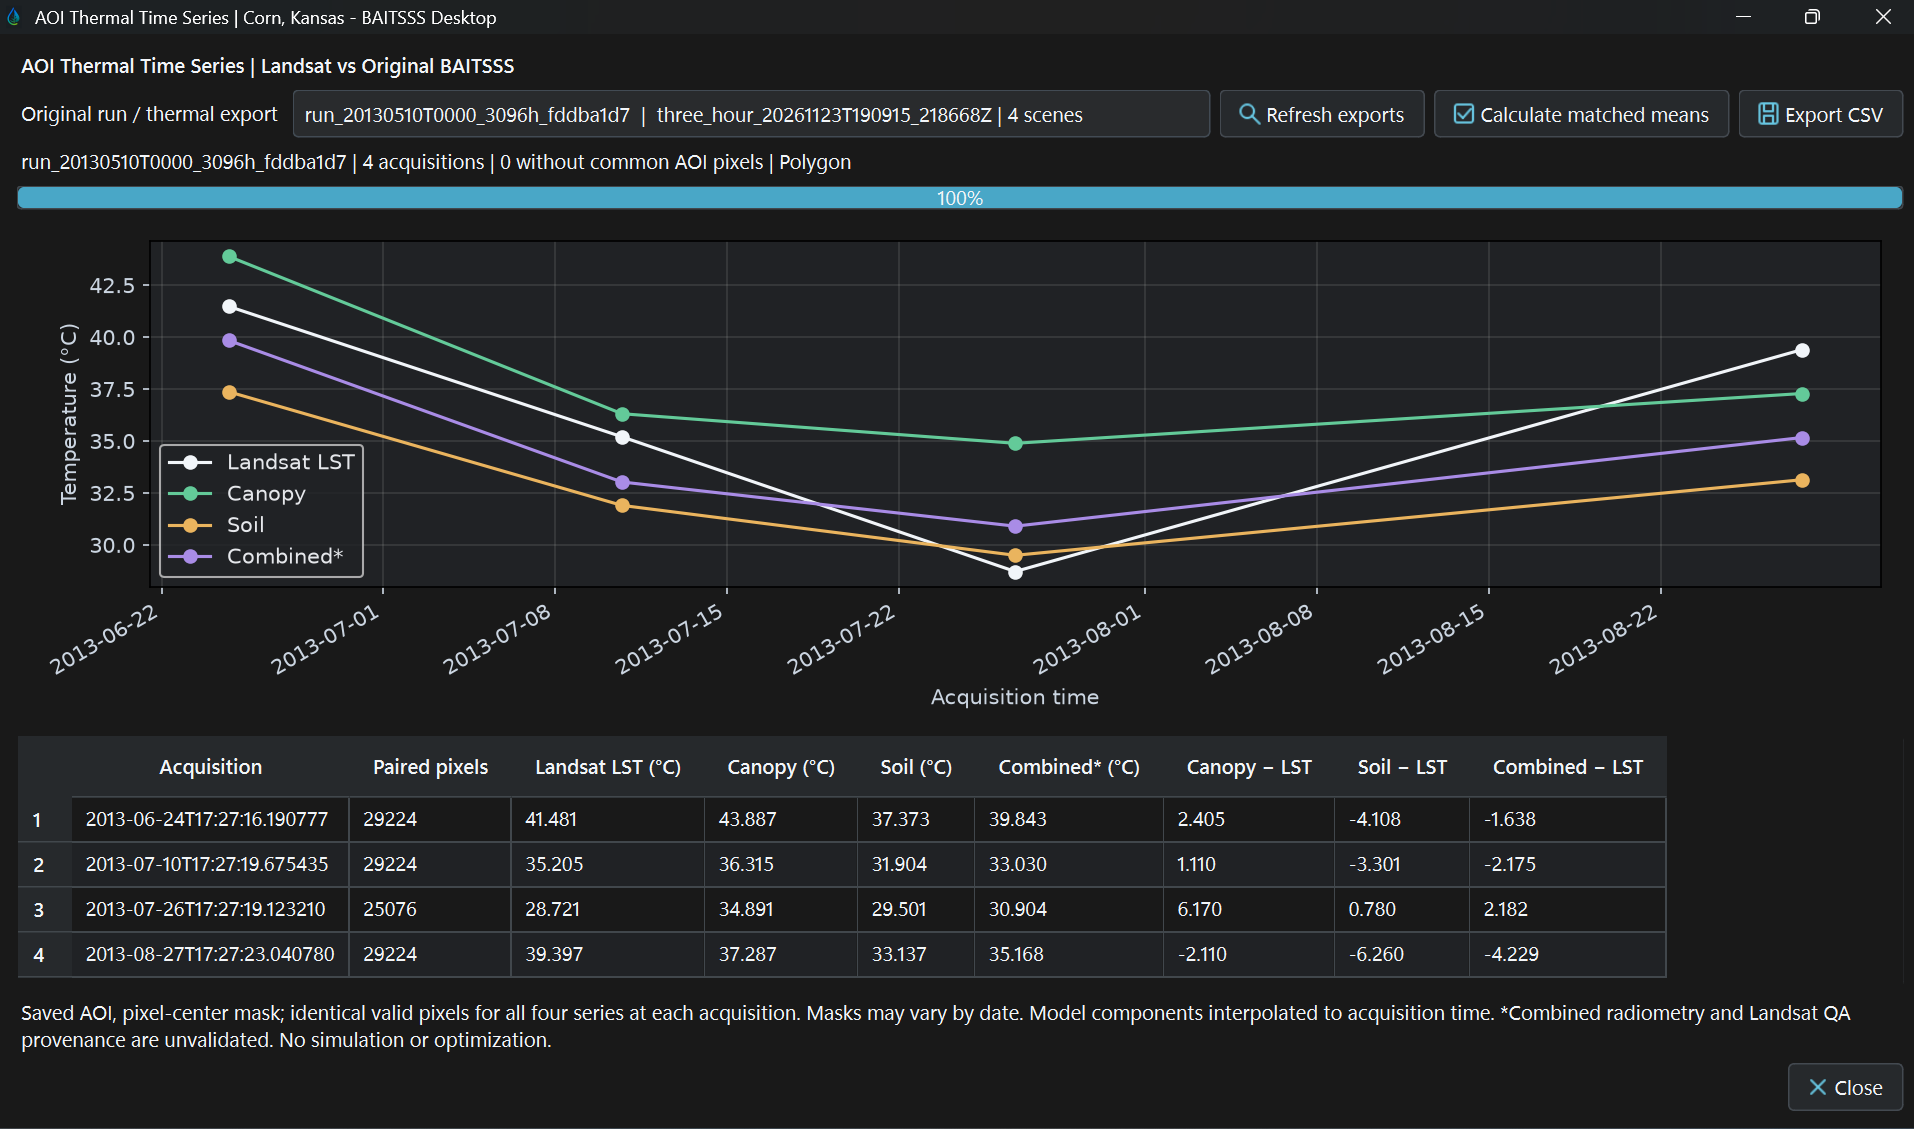 AOI Thermal Time Series | Corn, Kansas - BAITSSS Desktop
AOI Thermal Time Series | Landsat vs Original BAITSSS
Original run / thermal export
run_20130510T0000_3096h_fddba1d7 | three_hour_20261123T190915_218668Z | 4 scenes
Refresh exports
Calculate matched means
Export CSV
run_20130510T0000_3096h_fddba1d7 | 4 acquisitions | 0 without common AOI pixels | Polygon
100%
Temperature (°C)
42.5
40.0
37.5
35.0
32.5
30.0
Landsat LST
Canopy
Soil
Combined*
2013-06-22
2013-07-01
2013-07-08
2013-07-15
2013-07-22
2013-08-01
2013-08-08
2013-08-15
2013-08-22
Acquisition time
Acquisition Paired pixels Landsat LST (°C) Canopy (°C) Soil (°C) Combined* (°C) Canopy − LST Soil − LST Combined − LST
1 2013-06-24T17:27:16.190777 29224 41.481 43.887 37.373 39.843 2.405 -4.108 -1.638
2 2013-07-10T17:27:19.675435 29224 35.205 36.315 31.904 33.030 1.110 -3.301 -2.175
3 2013-07-26T17:27:19.123210 25076 28.721 34.891 29.501 30.904 6.170 0.780 2.182
4 2013-08-27T17:27:23.040780 29224 39.397 37.287 33.137 35.168 -2.110 -6.260 -4.229
Saved AOI, pixel-center mask; identical valid pixels for all four series at each acquisition. Masks may vary by date. Model components interpolated to acquisition time. *Combined radiometry and Landsat QA
provenance are unvalidated. No simulation or optimization.
Close